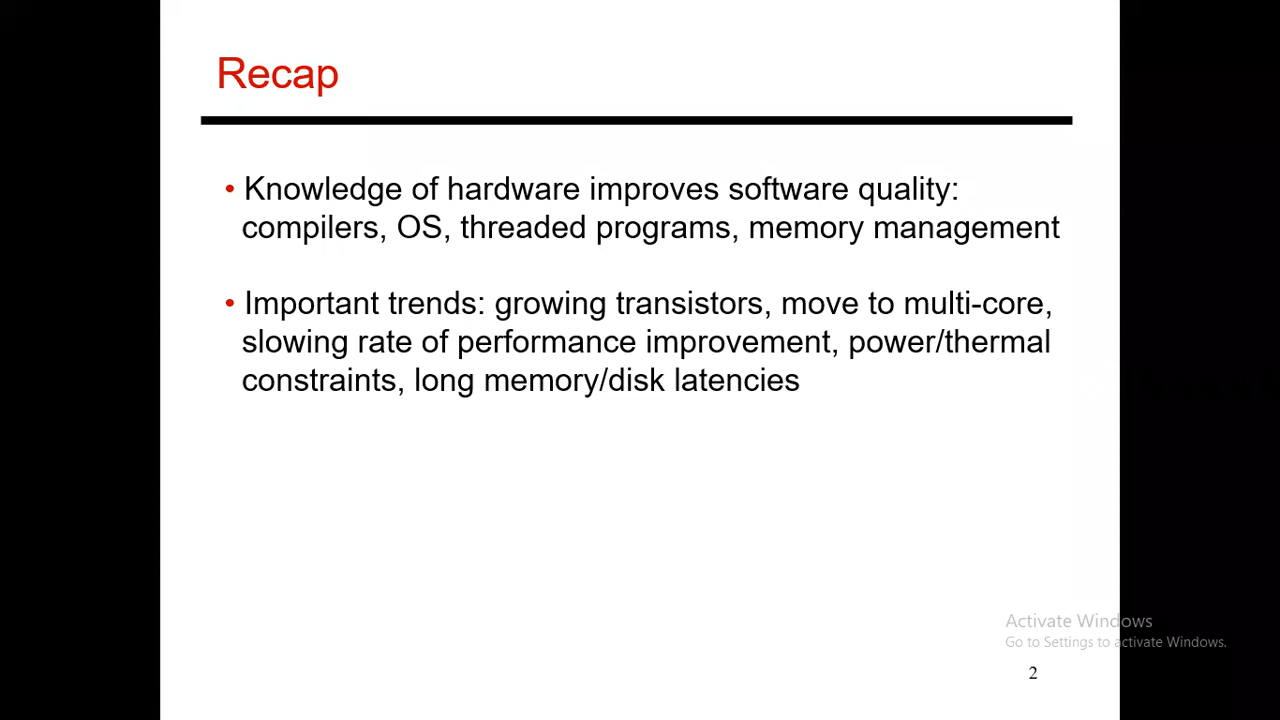 Recap
• Knowledge of hardware improves software quality:
compilers, OS, threaded programs, memory management
• Important trends: growing transistors, move to multi-core,
slowing rate of performance improvement, power/thermal
constraints, long memory/disk latencies
Activate Windows
Go to Settings to activate Windows.
2